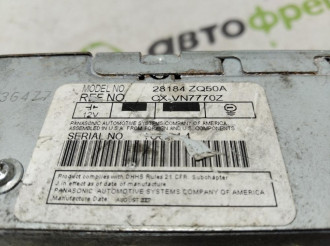 автофре
36477
MODEL NO. 28184 ZQ50A
REF NO. CX-VN7770Z
12V
PANASONIC AUTOMOTIVE SYSTEMS COMPANY OF AMERICA
ASSEMBLED IN U.S.A. FROM FOREIGN AND U.S. COMPONENTS
SERIAL NO.
Product complies with DHHS Rules 21 CFR Subchapter
J in effect as of date of manufacture
PANASONIC AUTOMOTIVE SYSTEMS COMPANY OF AMERICA
Manufacture Date